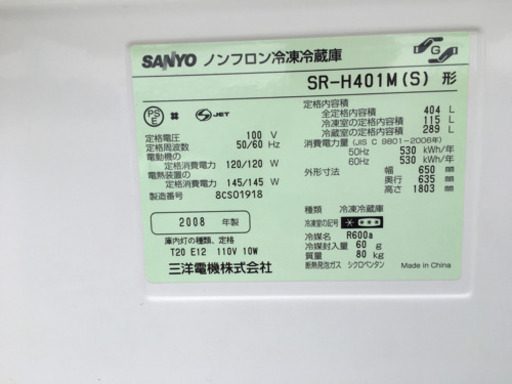 SANYO ノンフロン冷凍冷蔵庫
G
SR-H401M(S) 形
PS
E
JET
定格電圧 100 V
定格周波数 50/60 Hz
電動機の
定格消費電力 120/120 W
電熱装置の
定格消費電力 145/145 W
製造番号 8CS01918
2008 年製
庫内灯の種類、定格
T20 E12 110V 10W
三洋電機株式会社
定格内容積
全定格内容積 404 L
冷凍室の定格内容積 115 L
冷蔵室の定格内容積 289 L
消費電力量 (JIS C 9801-2006年)
50Hz 530 kWh/年
60Hz 530 kWh/年
外形寸法 幅 650 mm
奥行 635 mm
高さ 1803 mm
種類 冷凍冷蔵庫
冷凍室の記号
冷媒名 R600a
冷媒封入量 60 g
質量 80 kg
断熱発泡ガス シクロペンタン
Made in China